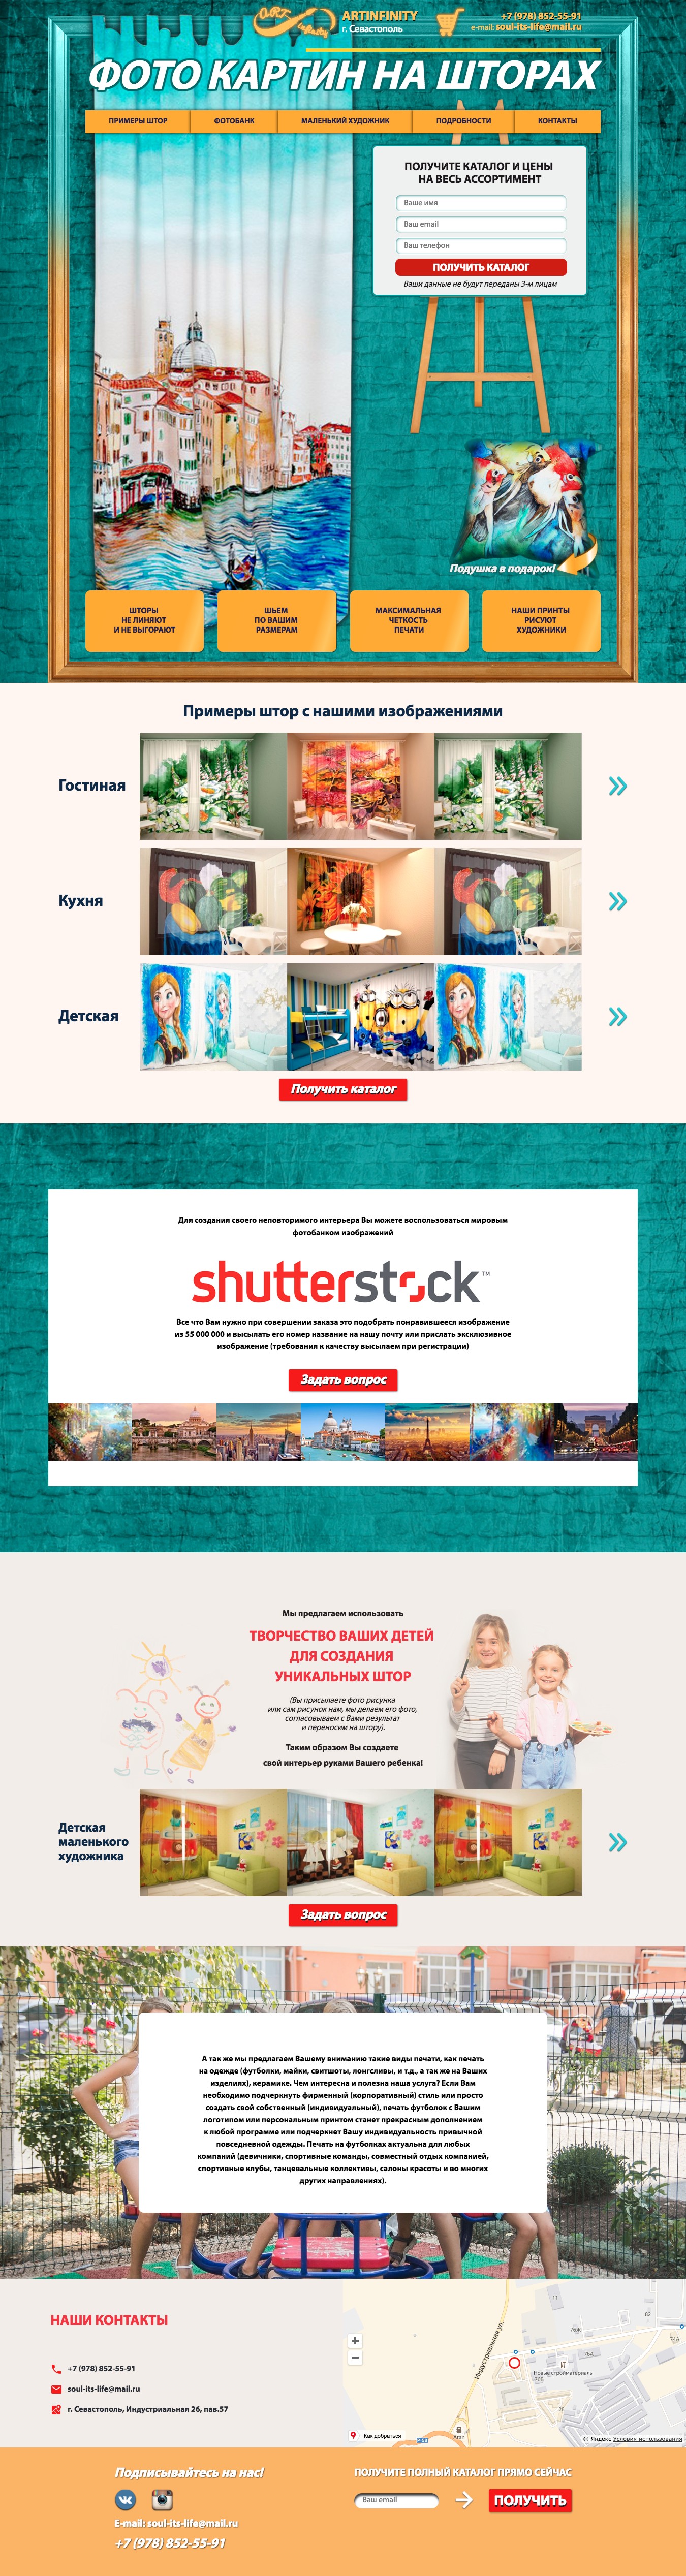 ART infinity
ARTINFINITY
г. Севастополь
+7 (978) 852-55-91
e-mail: soul-its-life@mail.ru
ФОТО КАРТИН НА ШТОРАХ
ПРИМЕРЫ ШТОР
ФОТОБАНК
МАЛЕНЬКИЙ ХУДОЖНИК
ПОДРОБНОСТИ
КОНТАКТЫ
ПОЛУЧИТЕ КАТАЛОГ И ЦЕНЫ
НА ВЕСЬ АССОРТИМЕНТ
Ваше имя
Ваш email
Ваш телефон
ПОЛУЧИТЬ КАТАЛОГ
Ваши данные не будут переданы 3-м лицам
Подушка в подарок!
ШТОРЫ
НЕ ЛИНЯЮТ
И НЕ ВЫГОРАЮТ
ШЬЕМ
ПО ВАШИМ
РАЗМЕРАМ
МАКСИМАЛЬНАЯ
ЧЕТКОСТЬ
ПЕЧАТИ
НАШИ ПРИНТЫ
РИСУЮТ
ХУДОЖНИКИ
Примеры штор с нашими изображениями
Гостиная
Кухня
Детская
Получить каталог
Для создания своего неповторимого интерьера Вы можете воспользоваться мировым
фотобанком изображений
shutterstock™
Все что Вам нужно при совершении заказа это подобрать понравившееся изображение
из 55 000 000 и высылать его номер название на нашу почту или прислать эксклюзивное
изображение (требования к качеству высылаем при регистрации)
Задать вопрос
Мы предлагаем использовать
ТВОРЧЕСТВО ВАШИХ ДЕТЕЙ
ДЛЯ СОЗДАНИЯ
УНИКАЛЬНЫХ ШТОР
(Вы присылаете фото рисунка
или сам рисунок нам, мы делаем его фото,
согласовываем с Вами результат
и переносим на штору).
Таким образом Вы создаете
свой интерьер руками Вашего ребенка!
Детская
маленького
художника
Задать вопрос
А так же мы предлагаем Вашему вниманию такие виды печати, как печать
на одежде (футболки, майки, свитшоты, лонгсливы, и т.д., а так же на Ваших
изделиях), керамике. Чем интересна и полезна наша услуга? Если Вам
необходимо подчеркнуть фирменный (корпоративный) стиль или просто
создать свой собственный (индивидуальный), печать футболок с Вашим
логотипом или персональным принтом станет прекрасным дополнением
к любой программе или подчеркнет Вашу индивидуальность привычной
повседневной одежды. Печать на футболках актуальна для любых
компаний (девичники, спортивные команды, совместный отдых компанией,
спортивные клубы, танцевальные коллективы, салоны красоты и во многих
других направлениях).
НАШИ КОНТАКТЫ
+7 (978) 852-55-91
soul-its-life@mail.ru
г. Севастополь, Индустриальная 26, пав.57
Индустриальная ул.
11
82
76Ж
76А
74А
Новые стройматериалы
76Б
28
Атан
Как добраться
© Яндекс Условия использования
Подписывайтесь на нас!
E-mail: soul-its-life@mail.ru
+7 (978) 852-55-91
ПОЛУЧИТЕ ПОЛНЫЙ КАТАЛОГ ПРЯМО СЕЙЧАС
Ваш email
ПОЛУЧИТЬ